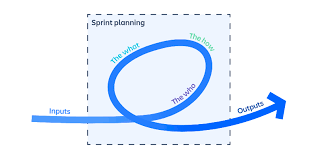 Sprint planning
The what
The how
The who
Inputs
Outputs